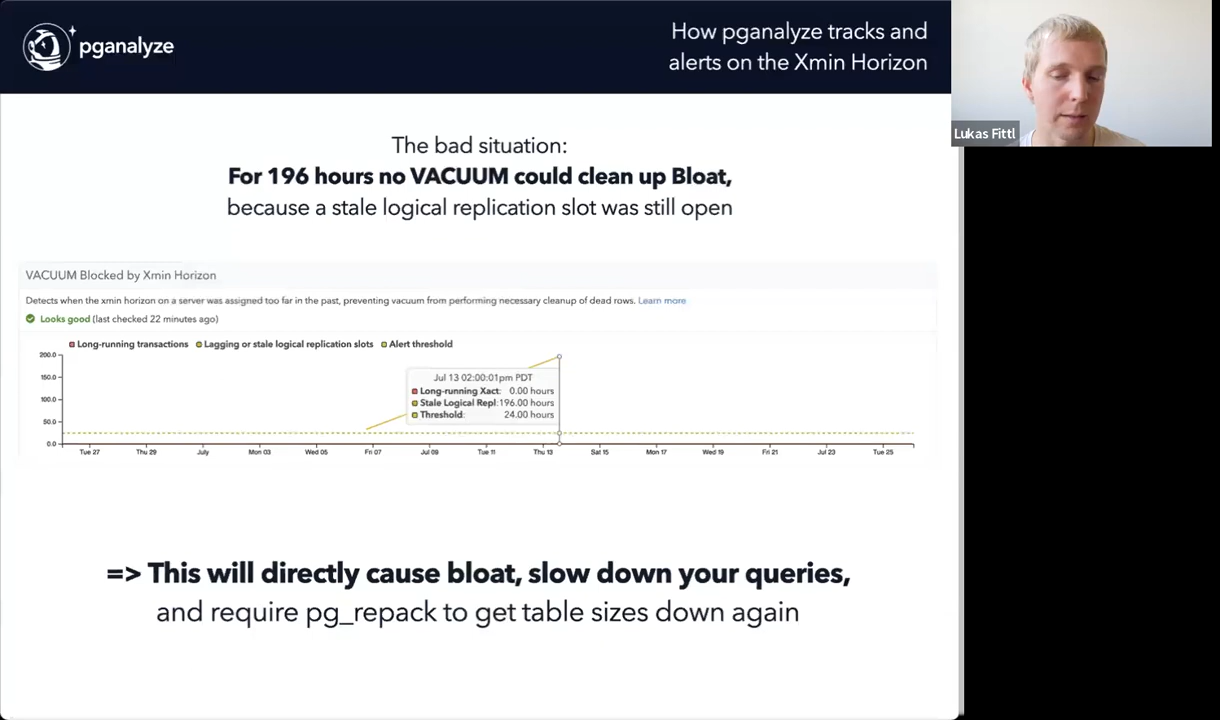 pganalyze
How pganalyze tracks and
alerts on the Xmin Horizon
Lukas Fittl
The bad situation:
For 196 hours no VACUUM could clean up Bloat,
because a stale logical replication slot was still open
VACUUM Blocked by Xmin Horizon
Detects when the xmin horizon on a server was assigned too far in the past, preventing vacuum from performing necessary cleanup of dead rows. Learn more
Looks good (last checked 22 minutes ago)
Long-running transactions Lagging or stale logical replication slots Alert threshold
200.0
150.0
100.0
50.0
0.0
Jul 13 02:00:01pm PDT
Long-running Xact: 0.00 hours
Stale Logical Repl: 196.00 hours
Threshold: 24.00 hours
Tue 27 Thu 29 July Mon 03 Wed 05 Fri 07 Jul 09 Tue 11 Thu 13 Sat 15 Mon 17 Wed 19 Fri 21 Jul 23 Tue 25
=> This will directly cause bloat, slow down your queries,
and require pg_repack to get table sizes down again